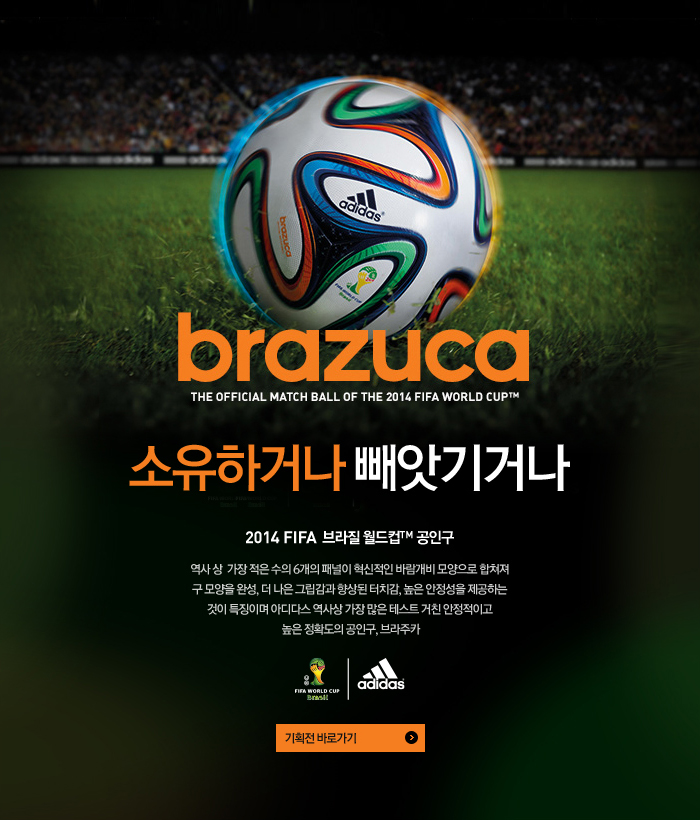 adidas
brazuca
FIFA WORLD CUP
Brasil
brazuca
THE OFFICIAL MATCH BALL OF THE 2014 FIFA WORLD CUP™
소유하거나 빼앗기거나
2014 FIFA 브라질 월드컵™ 공인구
역사 상 가장 적은 수의 6개의 패널이 혁신적인 바람개비 모양으로 합쳐져
구 모양을 완성, 더 나은 그립감과 향상된 터치감, 높은 안정성을 제공하는
것이 특징이며 아디다스 역사상 가장 많은 테스트 거친 안정적이고
높은 정확도의 공인구, 브라주카
FIFA WORLD CUP
Brasil
adidas
기획전 바로가기